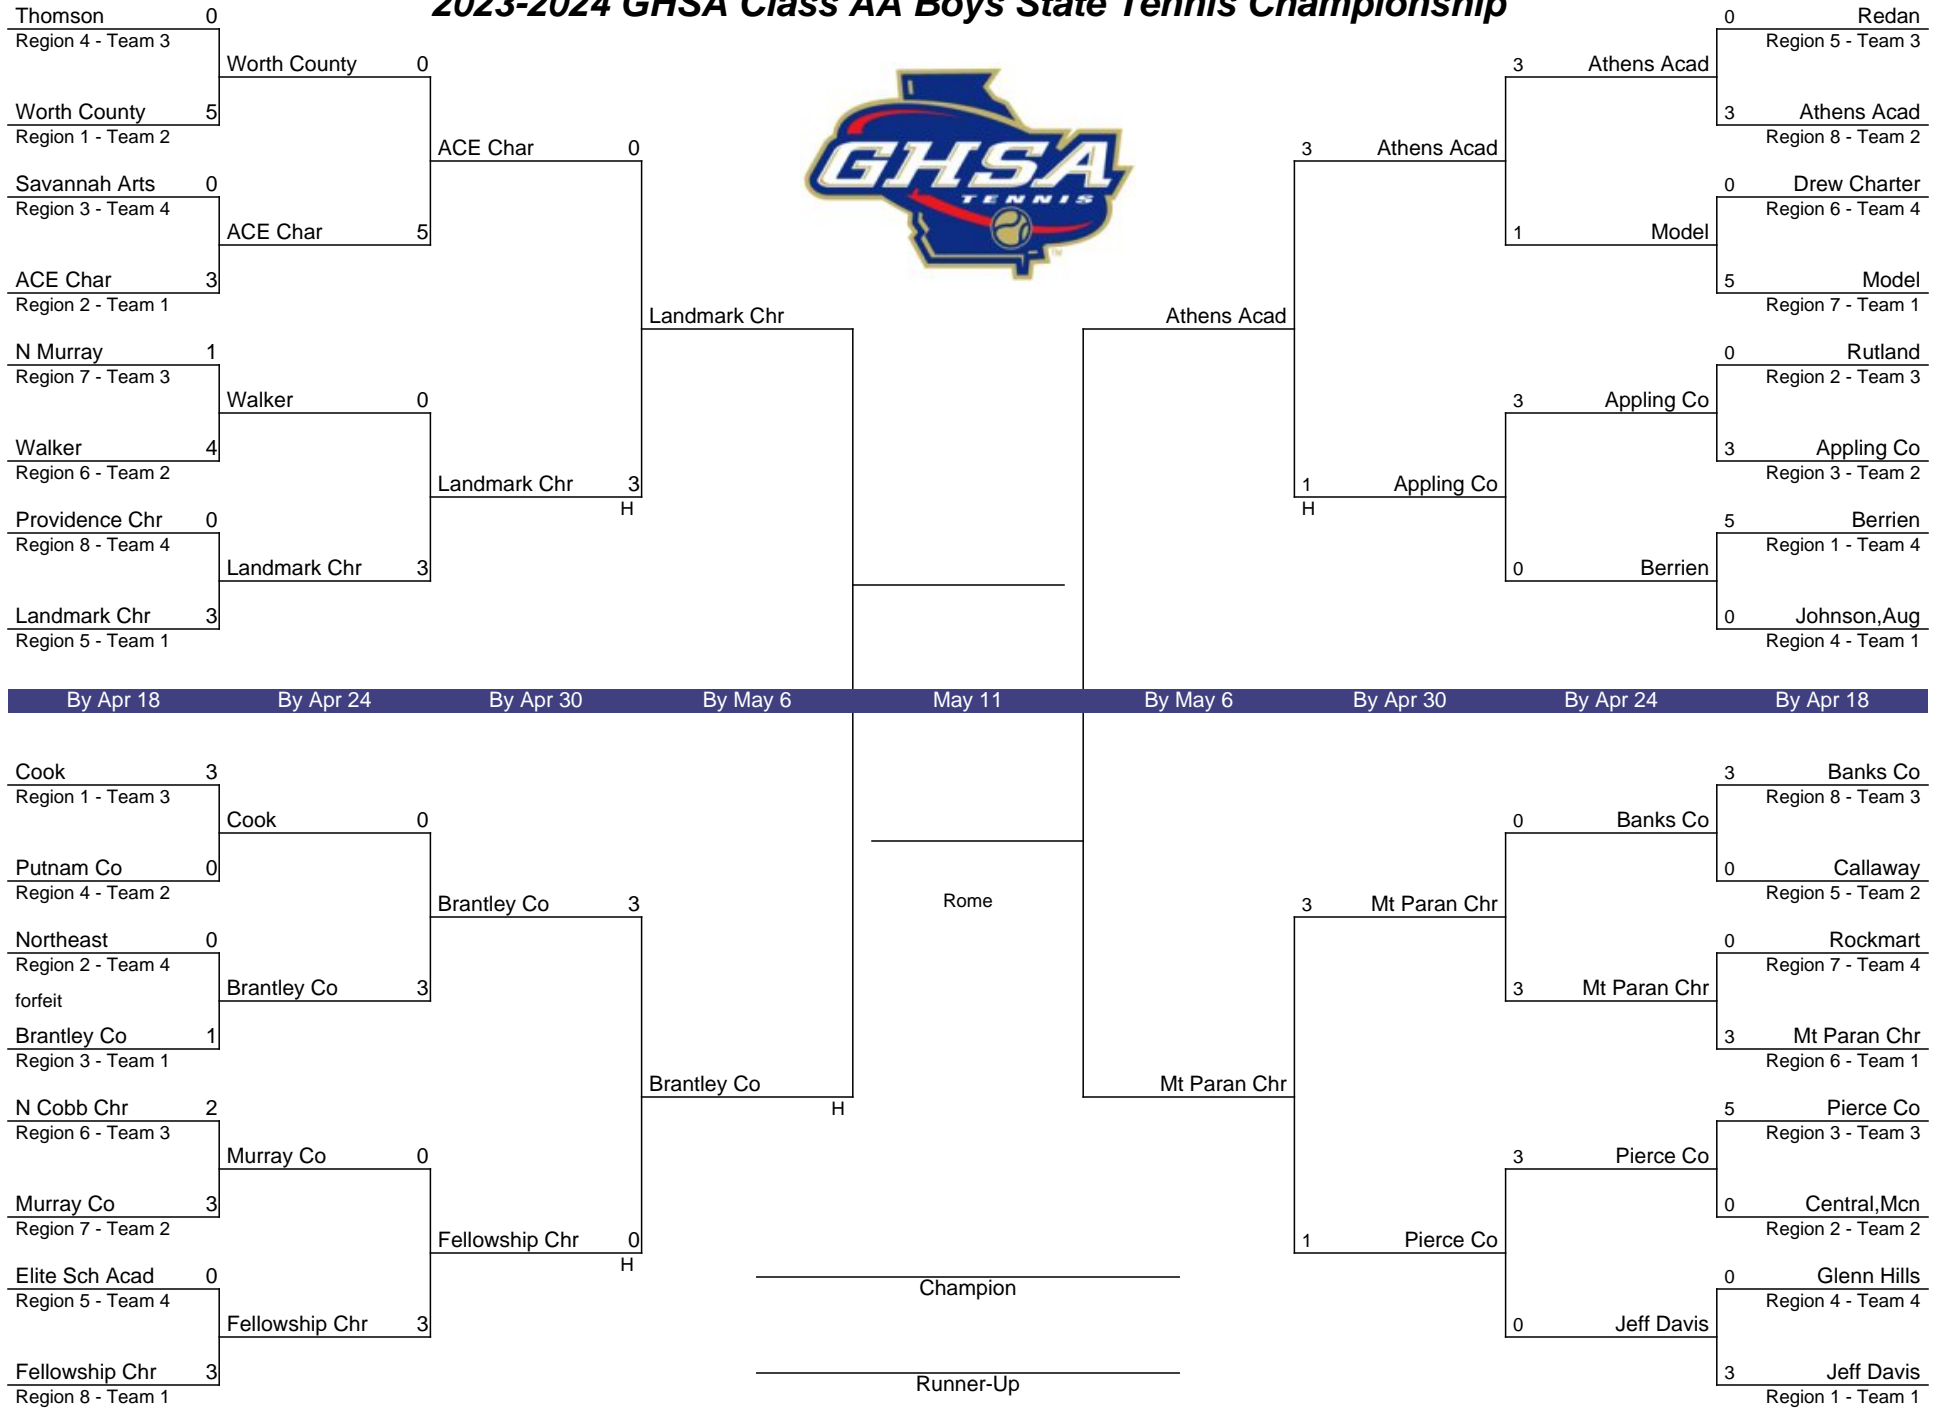 2023-2024 GHSA Class AA Boys State Tennis Championship
Thomson 0
Region 4 - Team 3
Worth County 0
Worth County 5
Region 1 - Team 2
ACE Char 0
Savannah Arts 0
Region 3 - Team 4
ACE Char 5
ACE Char 3
Region 2 - Team 1
Landmark Chr
N Murray 1
Region 7 - Team 3
Walker 0
Walker 4
Region 6 - Team 2
Landmark Chr 3
H
Providence Chr 0
Region 8 - Team 4
Landmark Chr 3
Landmark Chr 3
Region 5 - Team 1
GHSA
TENNIS
TM
0 Redan
Region 5 - Team 3
3 Athens Acad
3 Athens Acad
Region 8 - Team 2
3 Athens Acad
0 Drew Charter
Region 6 - Team 4
1 Model
5 Model
Region 7 - Team 1
Athens Acad
0 Rutland
Region 2 - Team 3
3 Appling Co
3 Appling Co
Region 3 - Team 2
1 Appling Co
H
5 Berrien
Region 1 - Team 4
0 Berrien
0 Johnson,Aug
Region 4 - Team 1
By Apr 18 By Apr 24 By Apr 30 By May 6 May 11 By May 6 By Apr 30 By Apr 24 By Apr 18
Cook 3
Region 1 - Team 3
Cook 0
Putnam Co 0
Region 4 - Team 2
Brantley Co 3
Northeast 0
Region 2 - Team 4
Brantley Co 3
forfeit
Brantley Co 1
Region 3 - Team 1
Brantley Co
H
N Cobb Chr 2
Region 6 - Team 3
Murray Co 0
Murray Co 3
Region 7 - Team 2
Fellowship Chr 0
H
Elite Sch Acad 0
Region 5 - Team 4
Fellowship Chr 3
Fellowship Chr 3
Region 8 - Team 1
Rome
Champion
Runner-Up
3 Banks Co
Region 8 - Team 3
0 Banks Co
0 Callaway
Region 5 - Team 2
3 Mt Paran Chr
0 Rockmart
Region 7 - Team 4
3 Mt Paran Chr
3 Mt Paran Chr
Region 6 - Team 1
Mt Paran Chr
5 Pierce Co
Region 3 - Team 3
3 Pierce Co
0 Central,Mcn
Region 2 - Team 2
1 Pierce Co
0 Glenn Hills
Region 4 - Team 4
0 Jeff Davis
3 Jeff Davis
Region 1 - Team 1